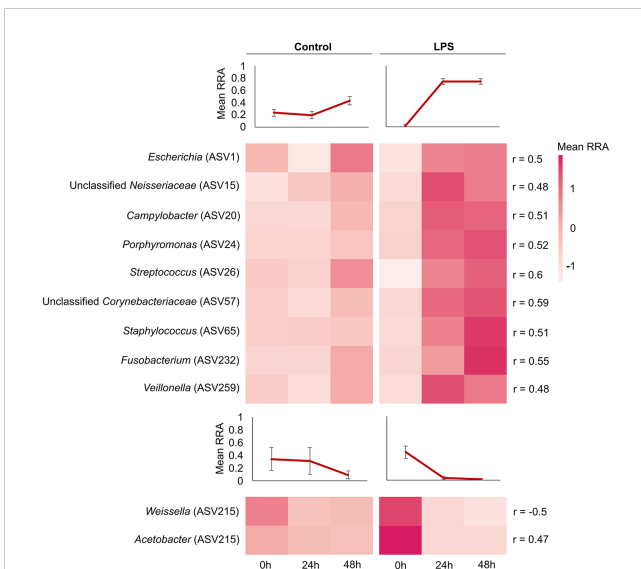 Control LPS
Mean RRA
1
0.8
0.6
0.4
0.2
0
Mean RRA
Escherichia (ASV1) r = 0.5
Unclassified Neisseriaceae (ASV15) r = 0.48
Campylobacter (ASV20) r = 0.51
Porphyromonas (ASV24) r = 0.52
Streptococcus (ASV26) r = 0.6
Unclassified Corynebacteriaceae (ASV57) r = 0.59
Staphylococcus (ASV65) r = 0.51
Fusobacterium (ASV232) r = 0.55
Veillonella (ASV259) r = 0.48
1
0
-1
Mean RRA
1
0.8
0.6
0.4
0.2
0
Weissella (ASV215) r = -0.5
Acetobacter (ASV215) r = 0.47
0h 24h 48h 0h 24h 48h